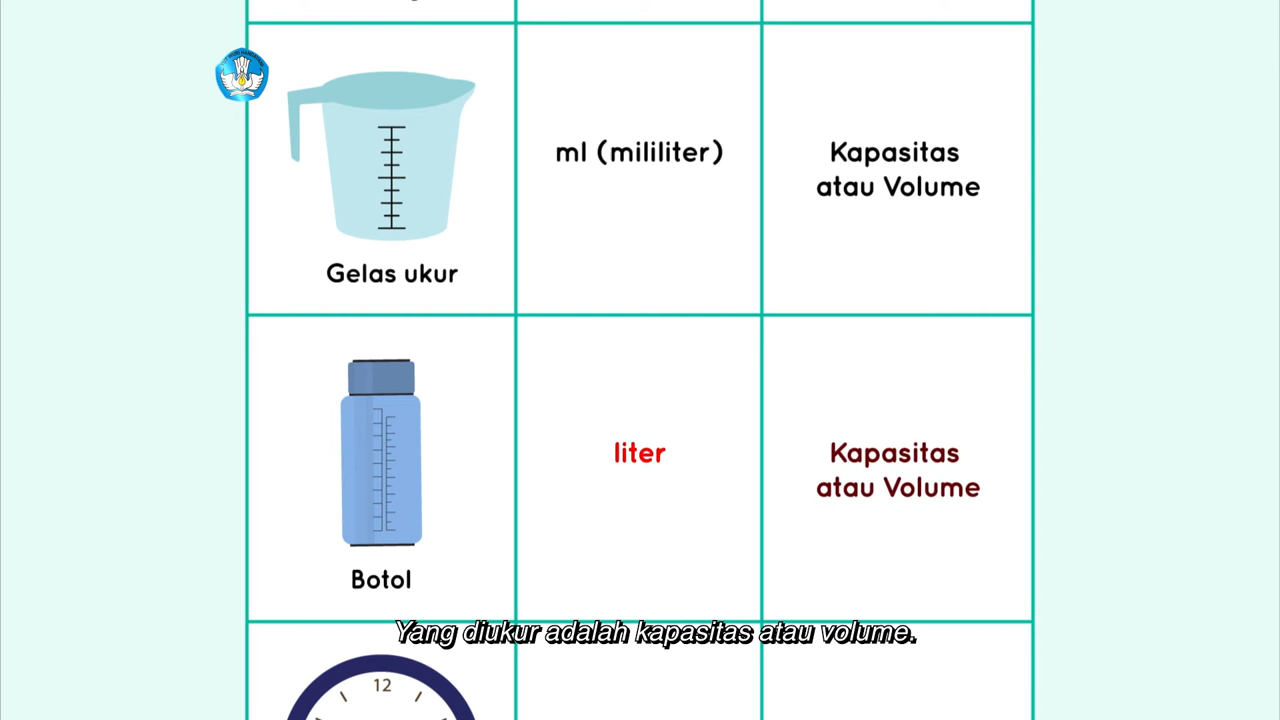 ml (mililiter)
Kapasitas
atau Volume
Gelas ukur
liter
Kapasitas
atau Volume
Botol
Yang diukur adalah kapasitas atau volume.
12